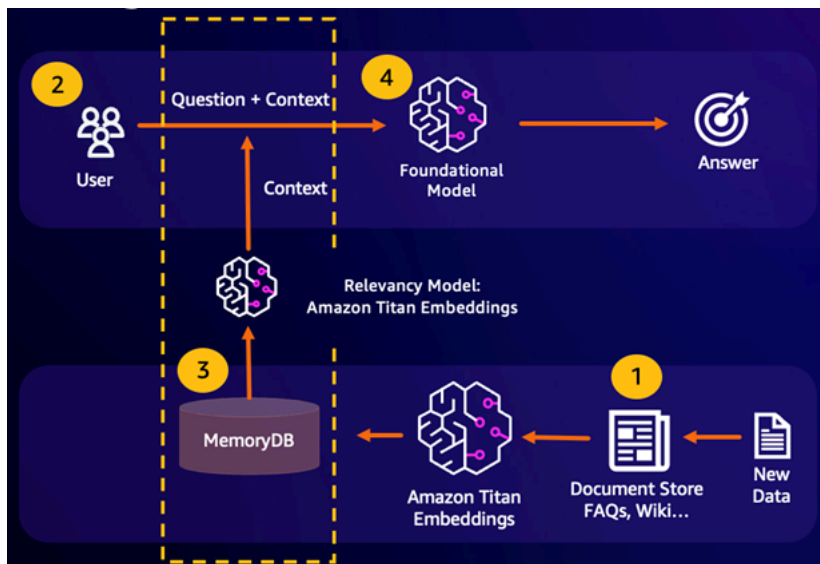 2
4
Question + Context
User
Foundational
Model
Answer
Context
Relevancy Model:
Amazon Titan Embeddings
3
1
MemoryDB
Amazon Titan
Embeddings
Document Store
FAQs, Wiki...
New
Data